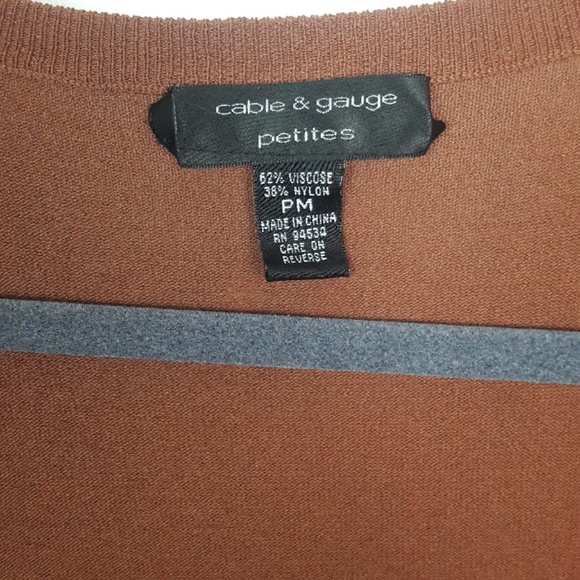 cable & gauge
petites
62% VISCOSE
38% NYLON
PM
MADE IN CHINA
RN 94534
CARE ON
REVERSE